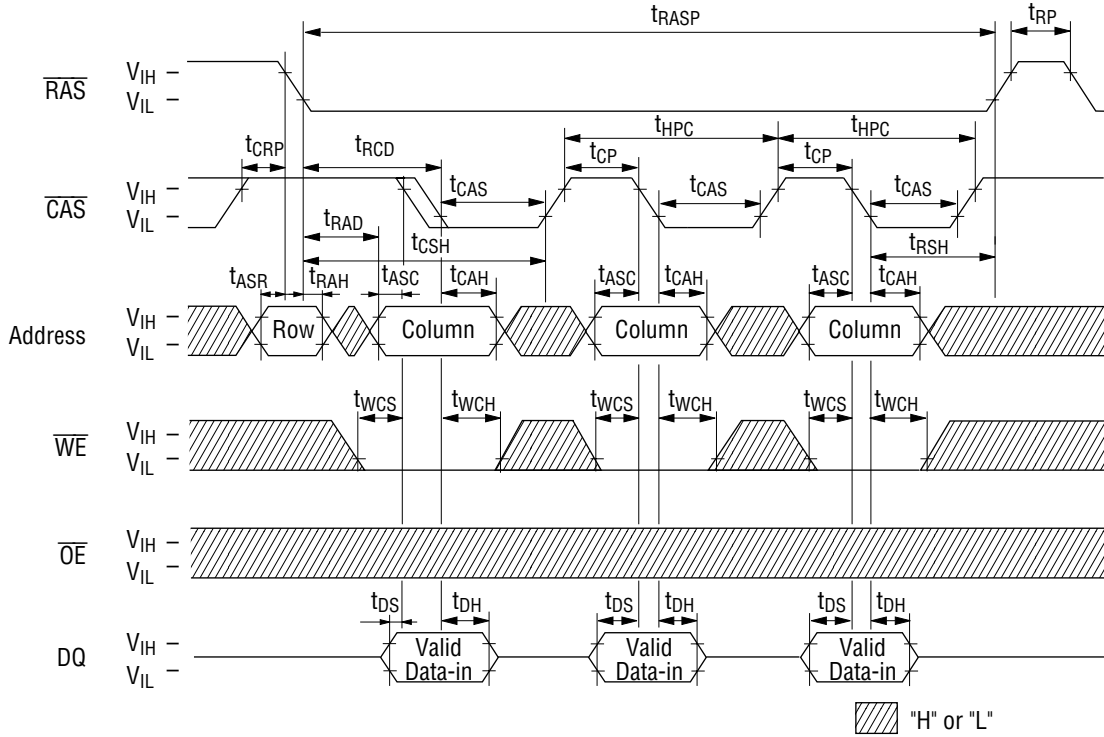 tRASP tRP
RAS VIH – VIL –
tCRP tRCD tHPC tHPC
tCP tCP
CAS VIH – VIL –
tCAS tCAS tCAS
tRAD tCSH tRSH
tASR tRAH tASC tCAH tASC tCAH tASC tCAH
Address VIH – VIL –
Row Column Column Column
tWCS tWCH tWCS tWCH tWCS tWCH
WE VIH – VIL –
OE VIH – VIL –
tDS tDH tDS tDH tDS tDH
DQ VIH – VIL –
Valid Data-in Valid Data-in Valid Data-in
"H" or "L"